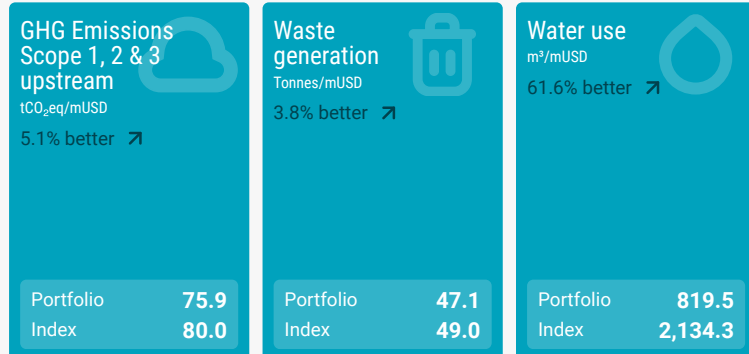 GHG Emissions
Scope 1, 2 & 3
upstream
tCO₂eq/mUSD
5.1% better
Portfolio 75.9
Index 80.0
Waste
generation
Tonnes/mUSD
3.8% better
Portfolio 47.1
Index 49.0
Water use
m³/mUSD
61.6% better
Portfolio 819.5
Index 2,134.3